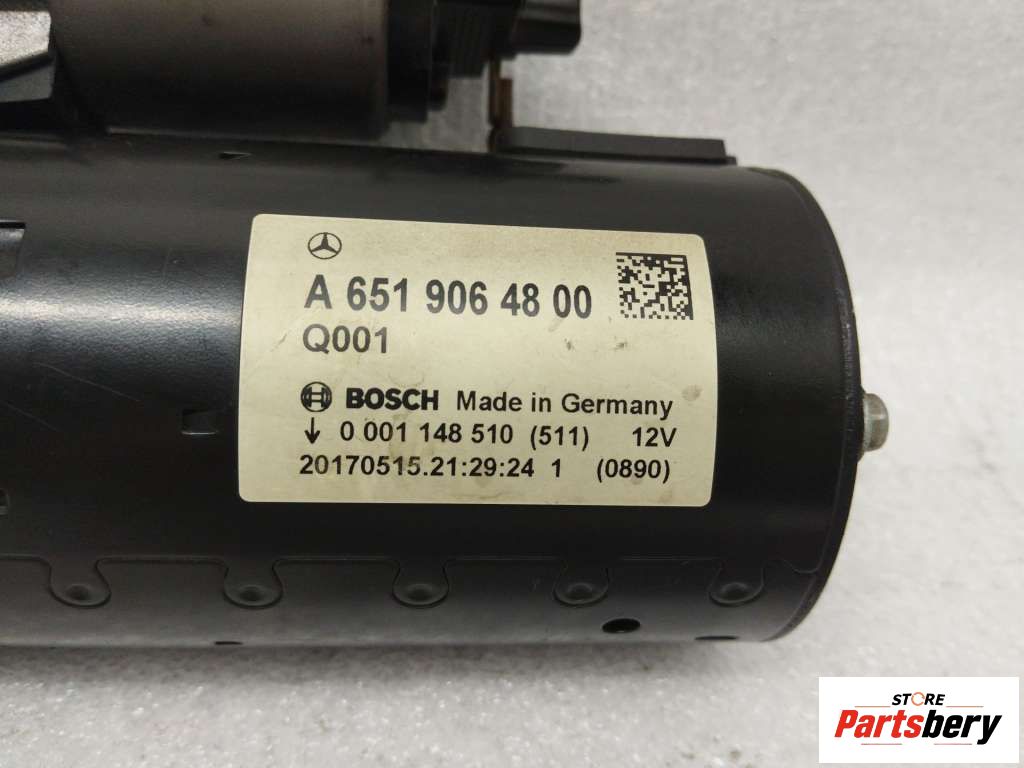 A 651 906 48 00
Q001
BOSCH Made in Germany
↓ 0 001 148 510 (511) 12V
20170515.21:29:24 1 (0890)
STORE
Partsbery